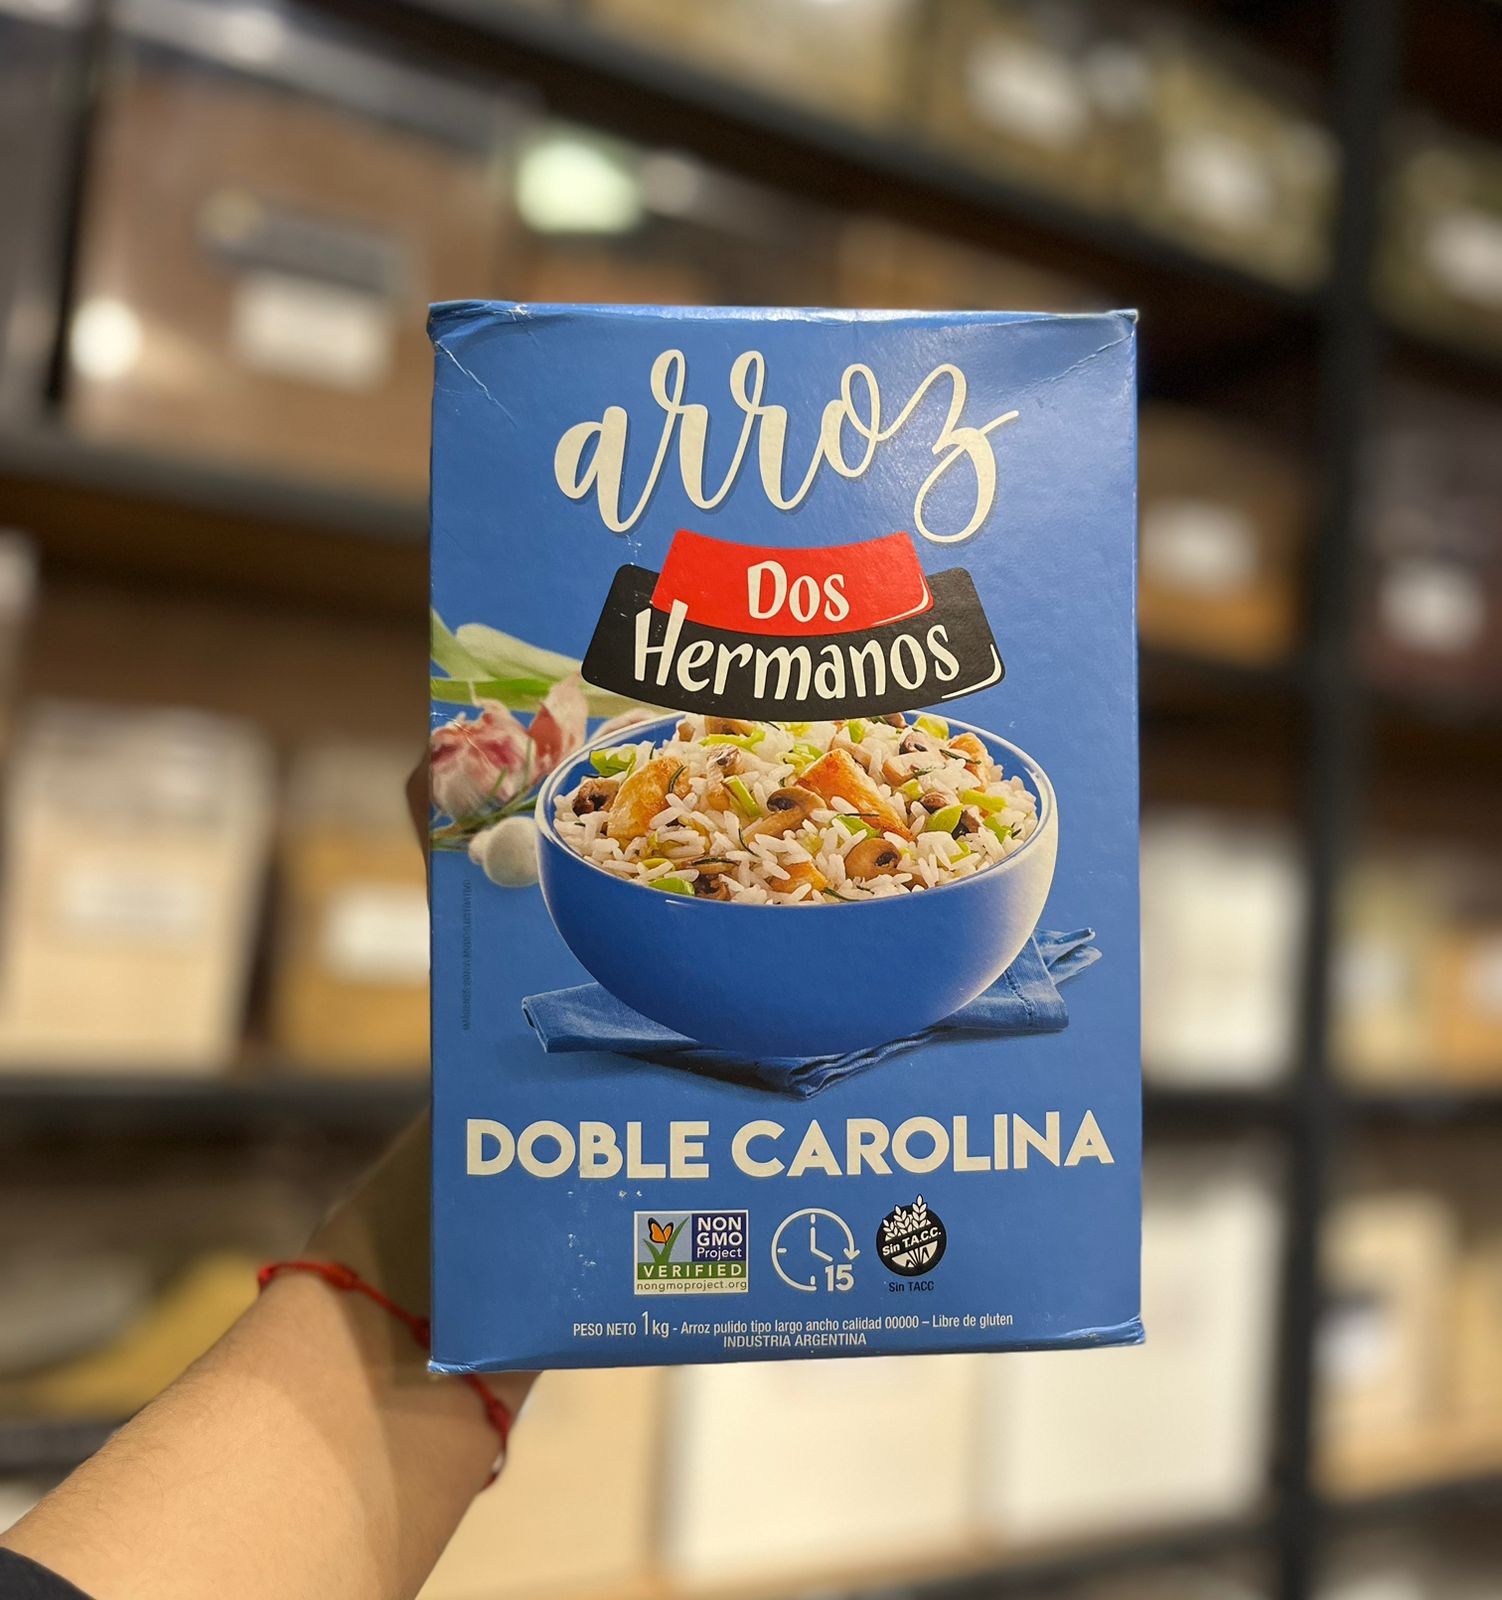 arroz
Dos
Hermanos
DOBLE CAROLINA
NON
GMO
Project
VERIFIED
nongmoproject.org
15
Sin T.A.C.C.
Sin TACC
PESO NETO 1kg - Arroz pulido tipo largo ancho calidad 00000 – Libre de gluten
INDUSTRIA ARGENTINA